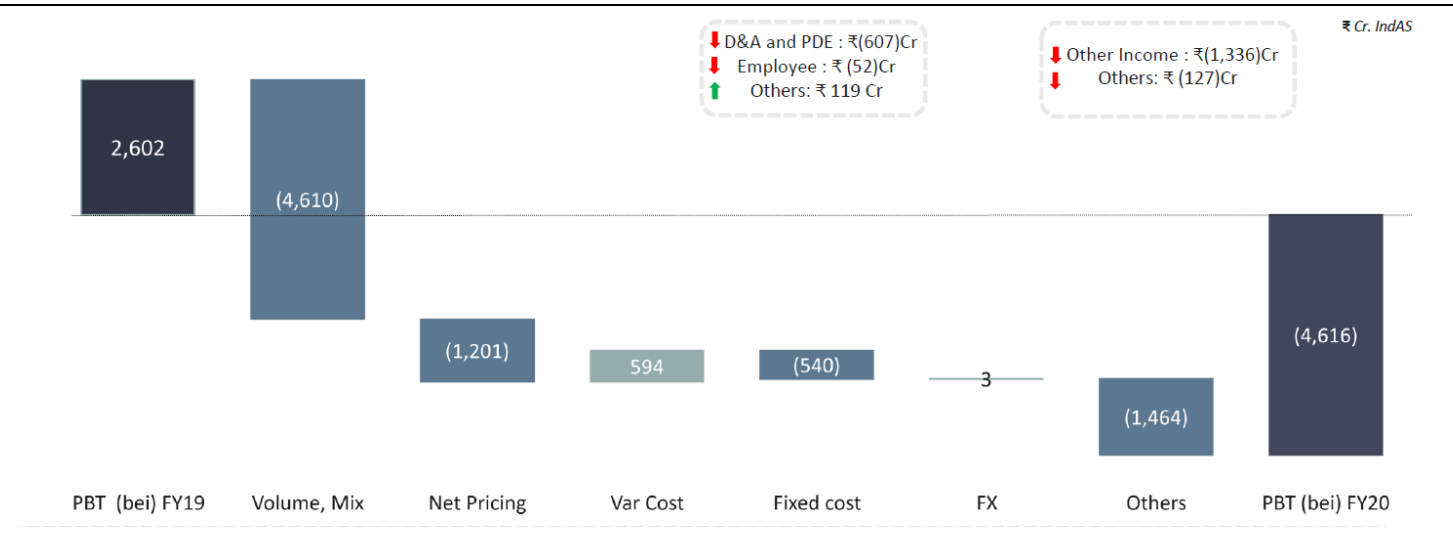 ₹ Cr. IndAS
D&A and PDE : ₹(607)Cr
Employee : ₹ (52)Cr
Others: ₹ 119 Cr
Other Income : ₹(1,336)Cr
Others: ₹ (127)Cr
2,602
(4,610)
(1,201)
594
(540)
3
(1,464)
(4,616)
PBT (bei) FY19
Volume, Mix
Net Pricing
Var Cost
Fixed cost
FX
Others
PBT (bei) FY20